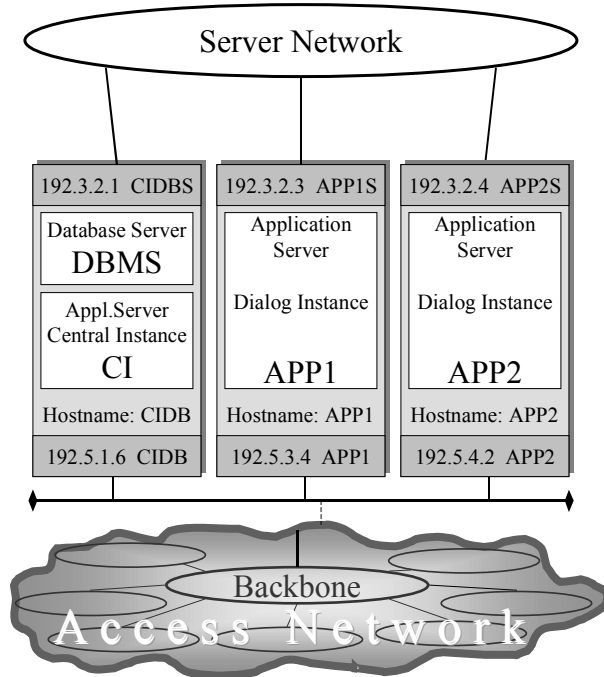 Server Network
192.3.2.1 CIDBS
Database Server
DBMS
Appl.Server
Central Instance
CI
Hostname: CIDB
192.5.1.6 CIDB
192.3.2.3 APP1S
Application
Server
Dialog Instance
APP1
Hostname: APP1
192.5.3.4 APP1
192.3.2.4 APP2S
Application
Server
Dialog Instance
APP2
Hostname: APP2
192.5.4.2 APP2
Backbone
Access Network